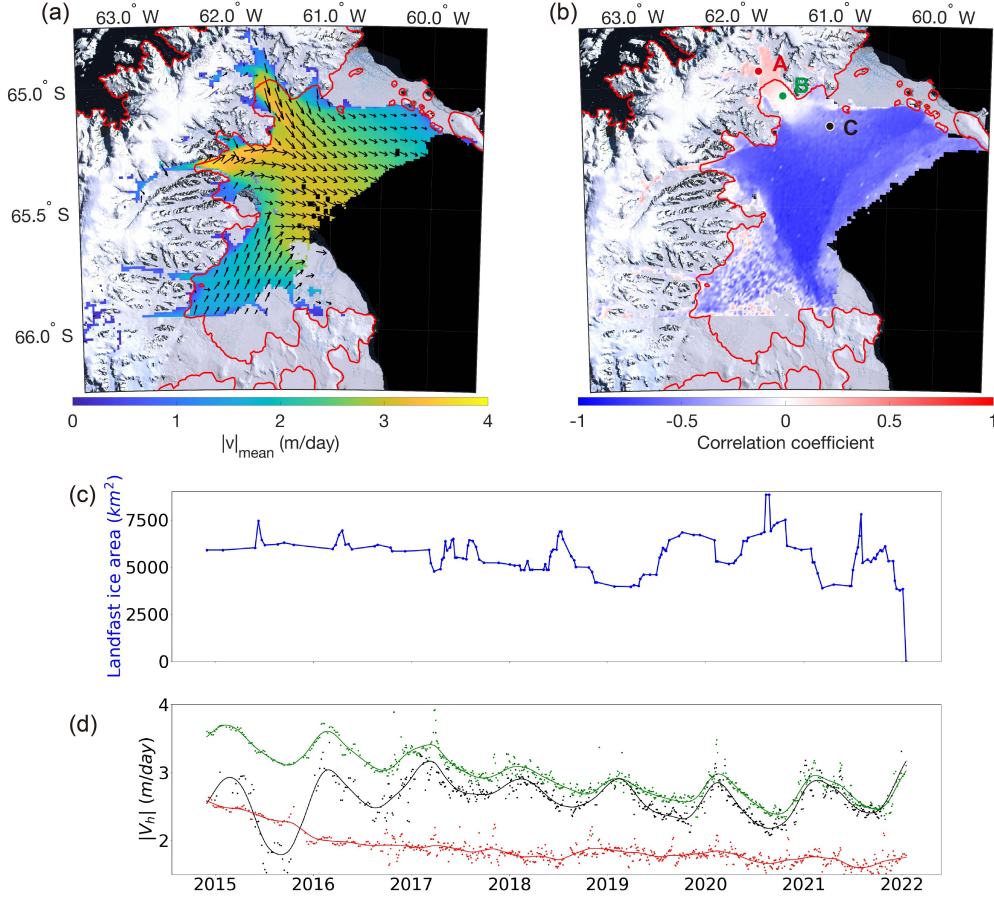 (a)
63.0° W 62.0° W 61.0° W 60.0° W
65.0° S
65.5° S
66.0° S
0 1 2 3 4
|v|mean (m/day)
(b)
63.0° W 62.0° W 61.0° W 60.0° W
A
B
C
-1 -0.5 0 0.5 1
Correlation coefficient
(c)
Landfast ice area (km²)
7500
5000
2500
0
(d)
|Vₕ| (m/day)
4
3
2
2015 2016 2017 2018 2019 2020 2021 2022